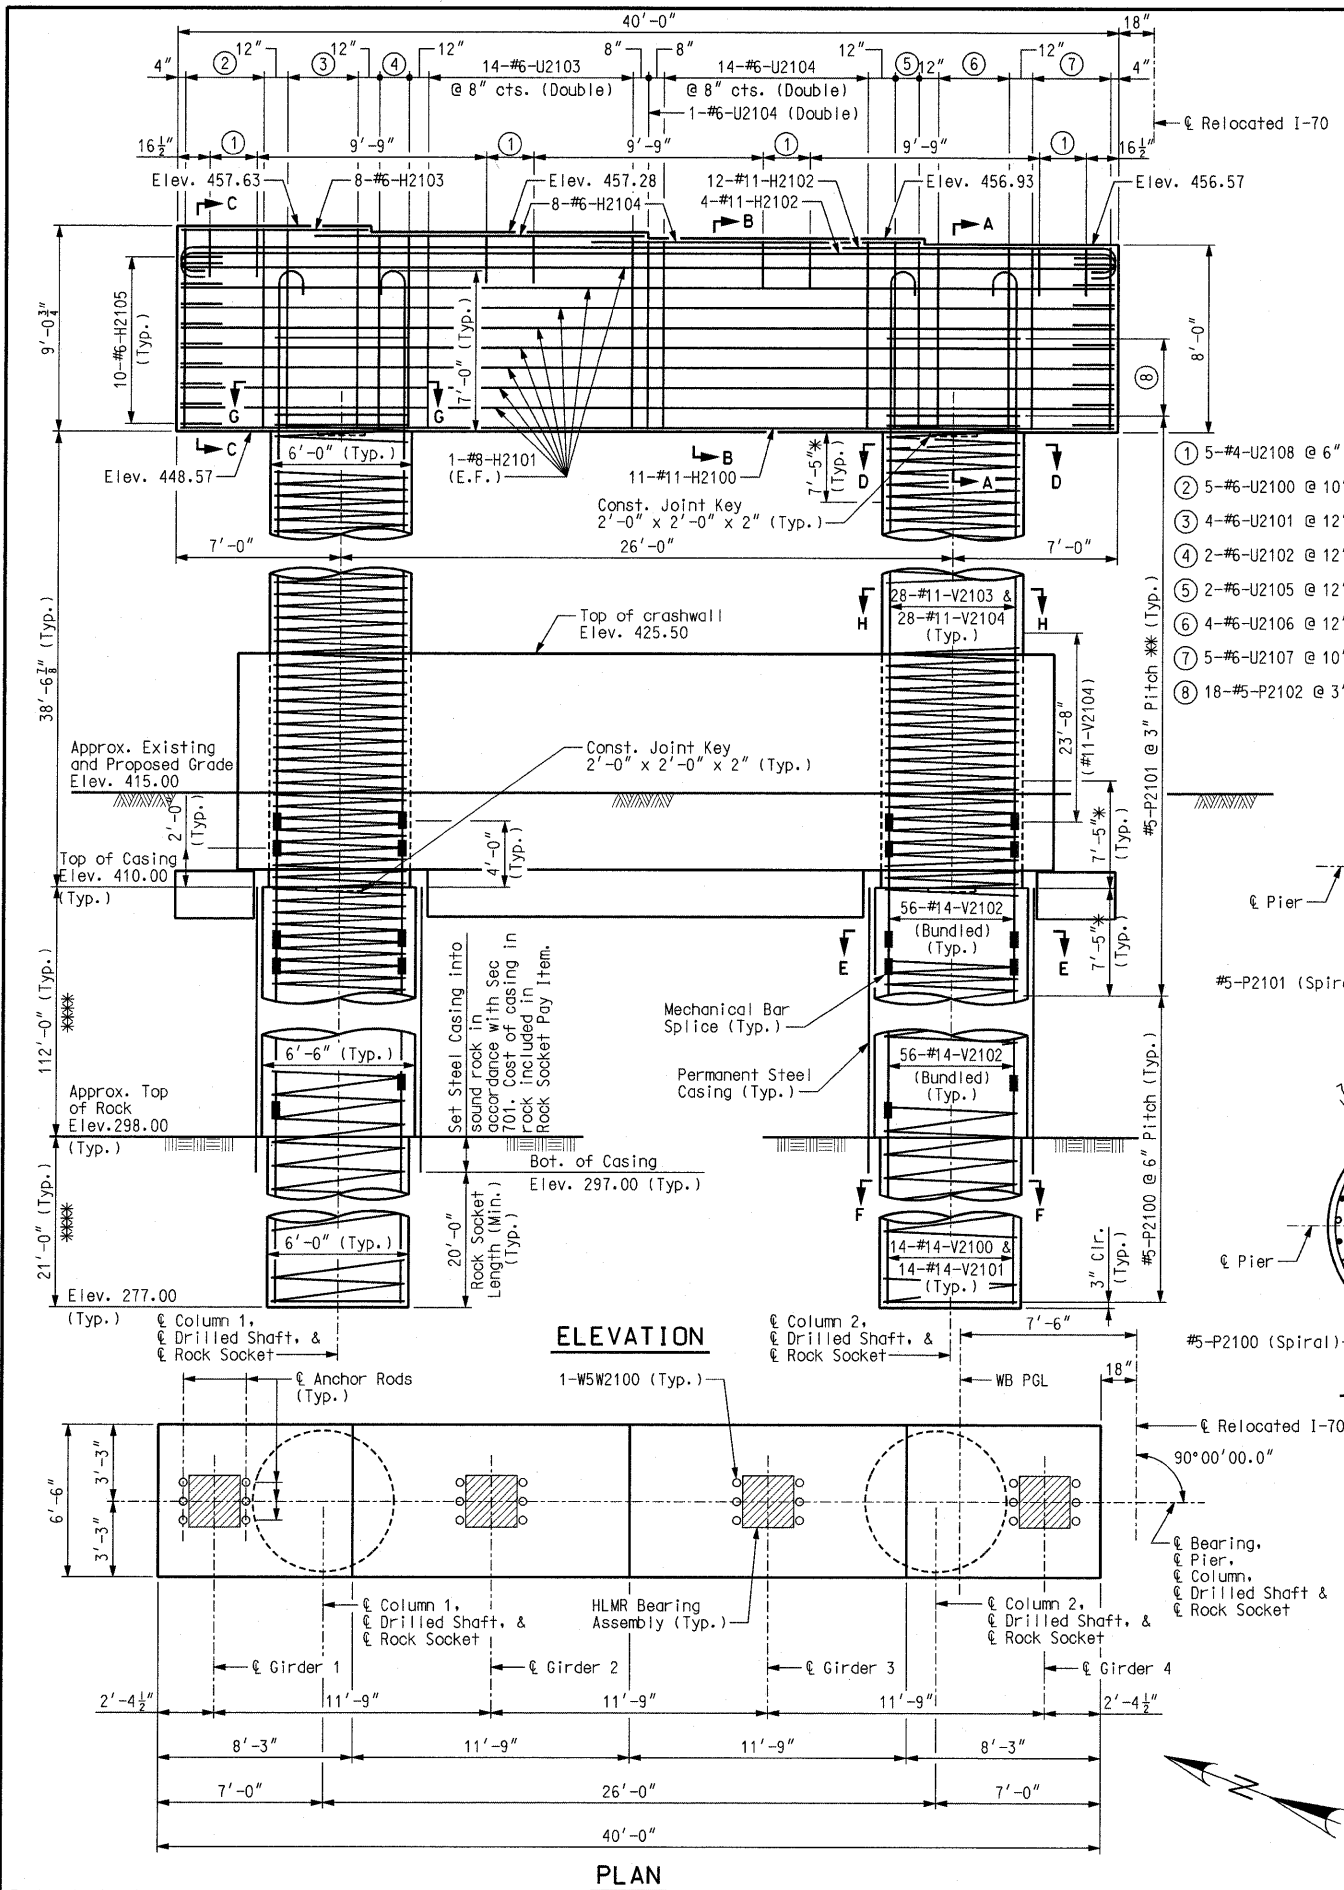 40'-0"
18"
12"
12"
12"
8"
8"
12"
12"
12"
4"
2
3
4
14-#6-U2103
@ 8" cts. (Double)
14-#6-U2104
@ 8" cts. (Double)
5
6
7
4"
1-#6-U2104 (Double)
℄ Relocated I-70
16½"
1
9'-9"
1
9'-9"
1
9'-9"
1
16½"
Elev. 457.63
8-#6-H2103
Elev. 457.28
8-#6-H2104
12-#11-H2102
4-#11-H2102
Elev. 456.93
Elev. 456.57
C
B
A
9'-0¾"
10-#6-H2105
(Typ.)
7'-0" (Typ.)
8'-0"
8
G
G
C
6'-0" (Typ.)
Elev. 448.57
1-#8-H2101
(E.F.)
11-#11-H2100
B
7'-5"*
(Typ.)
D
A
D
Const. Joint Key
2'-0" x 2'-0" x 2" (Typ.)
1 5-#4-U2108 @ 6"
2 5-#6-U2100 @ 10"
3 4-#6-U2101 @ 12"
4 2-#6-U2102 @ 12"
5 2-#6-U2105 @ 12"
6 4-#6-U2106 @ 12"
7 5-#6-U2107 @ 10"
8 18-#5-P2102 @ 3"
7'-0"
26'-0"
7'-0"
38'-6⅞" (Typ.)
Top of crashwall
Elev. 425.50
H
28-#11-V2103 &
28-#11-V2104
(Typ.)
H
23'-8"
(#11-V2104)
#5-P2101 @ 3" Pitch ** (Typ.)
Approx. Existing
and Proposed Grade
Elev. 415.00
Const. Joint Key
2'-0" x 2'-0" x 2" (Typ.)
2'-0"
(Typ.)
4'-0"
(Typ.)
7'-5"*
(Typ.)
Top of Casing
Elev. 410.00
(Typ.)
℄ Pier
56-#14-V2102
(Bundled)
(Typ.)
7'-5"*
(Typ.)
E
E
#5-P2101 (Spir
112'-0" (Typ.)
****
Set Steel Casing into
sound rock in
accordance with Sec
701. Cost of casing in
rock included in
Rock Socket Pay Item.
Mechanical Bar
Splice (Typ.)
6'-6" (Typ.)
56-#14-V2102
(Bundled)
(Typ.)
Permanent Steel
Casing (Typ.)
Approx. Top
of Rock
Elev.298.00
(Typ.)
#5-P2100 @ 6" Pitch (Typ.)
Bot. of Casing
Elev. 297.00 (Typ.)
F
F
21'-0" (Typ.)
****
6'-0" (Typ.)
20'-0"
Rock Socket
Length (Min.)
(Typ.)
14-#14-V2100 &
14-#14-V2101
(Typ.)
3" Clr.
(Typ.)
℄ Pier
Elev. 277.00
(Typ.)
℄ Column 1,
℄ Drilled Shaft, &
℄ Rock Socket
ELEVATION
℄ Column 2,
℄ Drilled Shaft, &
℄ Rock Socket
7'-6"
#5-P2100 (Spiral)
℄ Anchor Rods
(Typ.)
1-W5W2100 (Typ.)
WB PGL
18"
℄ Relocated I-70
90°00'00.0"
6'-6"
3'-3"
3'-3"
℄ Bearing,
℄ Pier,
℄ Column,
℄ Drilled Shaft &
℄ Rock Socket
℄ Column 1,
℄ Drilled Shaft, &
℄ Rock Socket
HLMR Bearing
Assembly (Typ.)
℄ Column 2,
℄ Drilled Shaft, &
℄ Rock Socket
℄ Girder 1
℄ Girder 2
℄ Girder 3
℄ Girder 4
2'-4½"
11'-9"
11'-9"
11'-9"
2'-4½"
8'-3"
11'-9"
11'-9"
8'-3"
7'-0"
26'-0"
7'-0"
N
40'-0"
PLAN